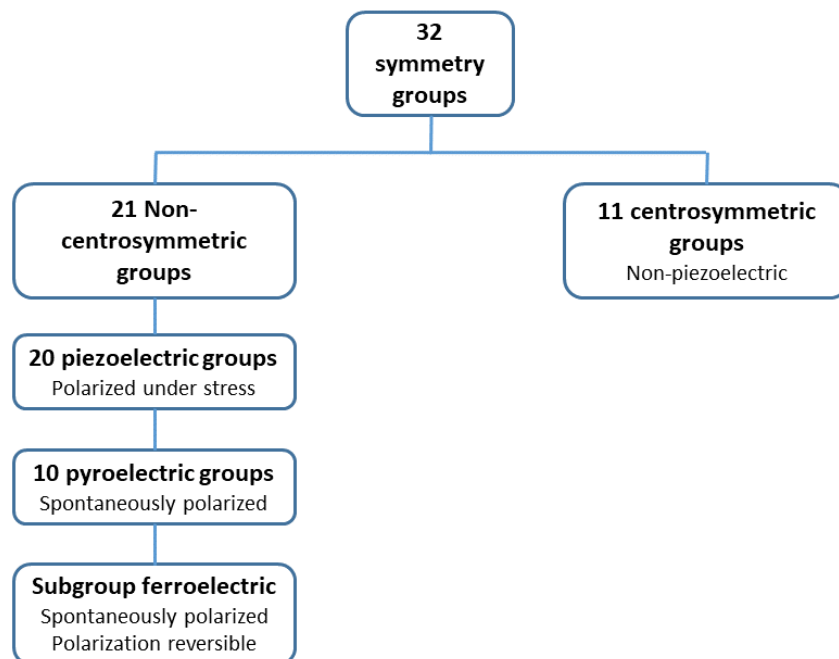 32
symmetry
groups
21 Non-
centrosymmetric
groups
11 centrosymmetric
groups
Non-piezoelectric
20 piezoelectric groups
Polarized under stress
10 pyroelectric groups
Spontaneously polarized
Subgroup ferroelectric
Spontaneously polarized
Polarization reversible